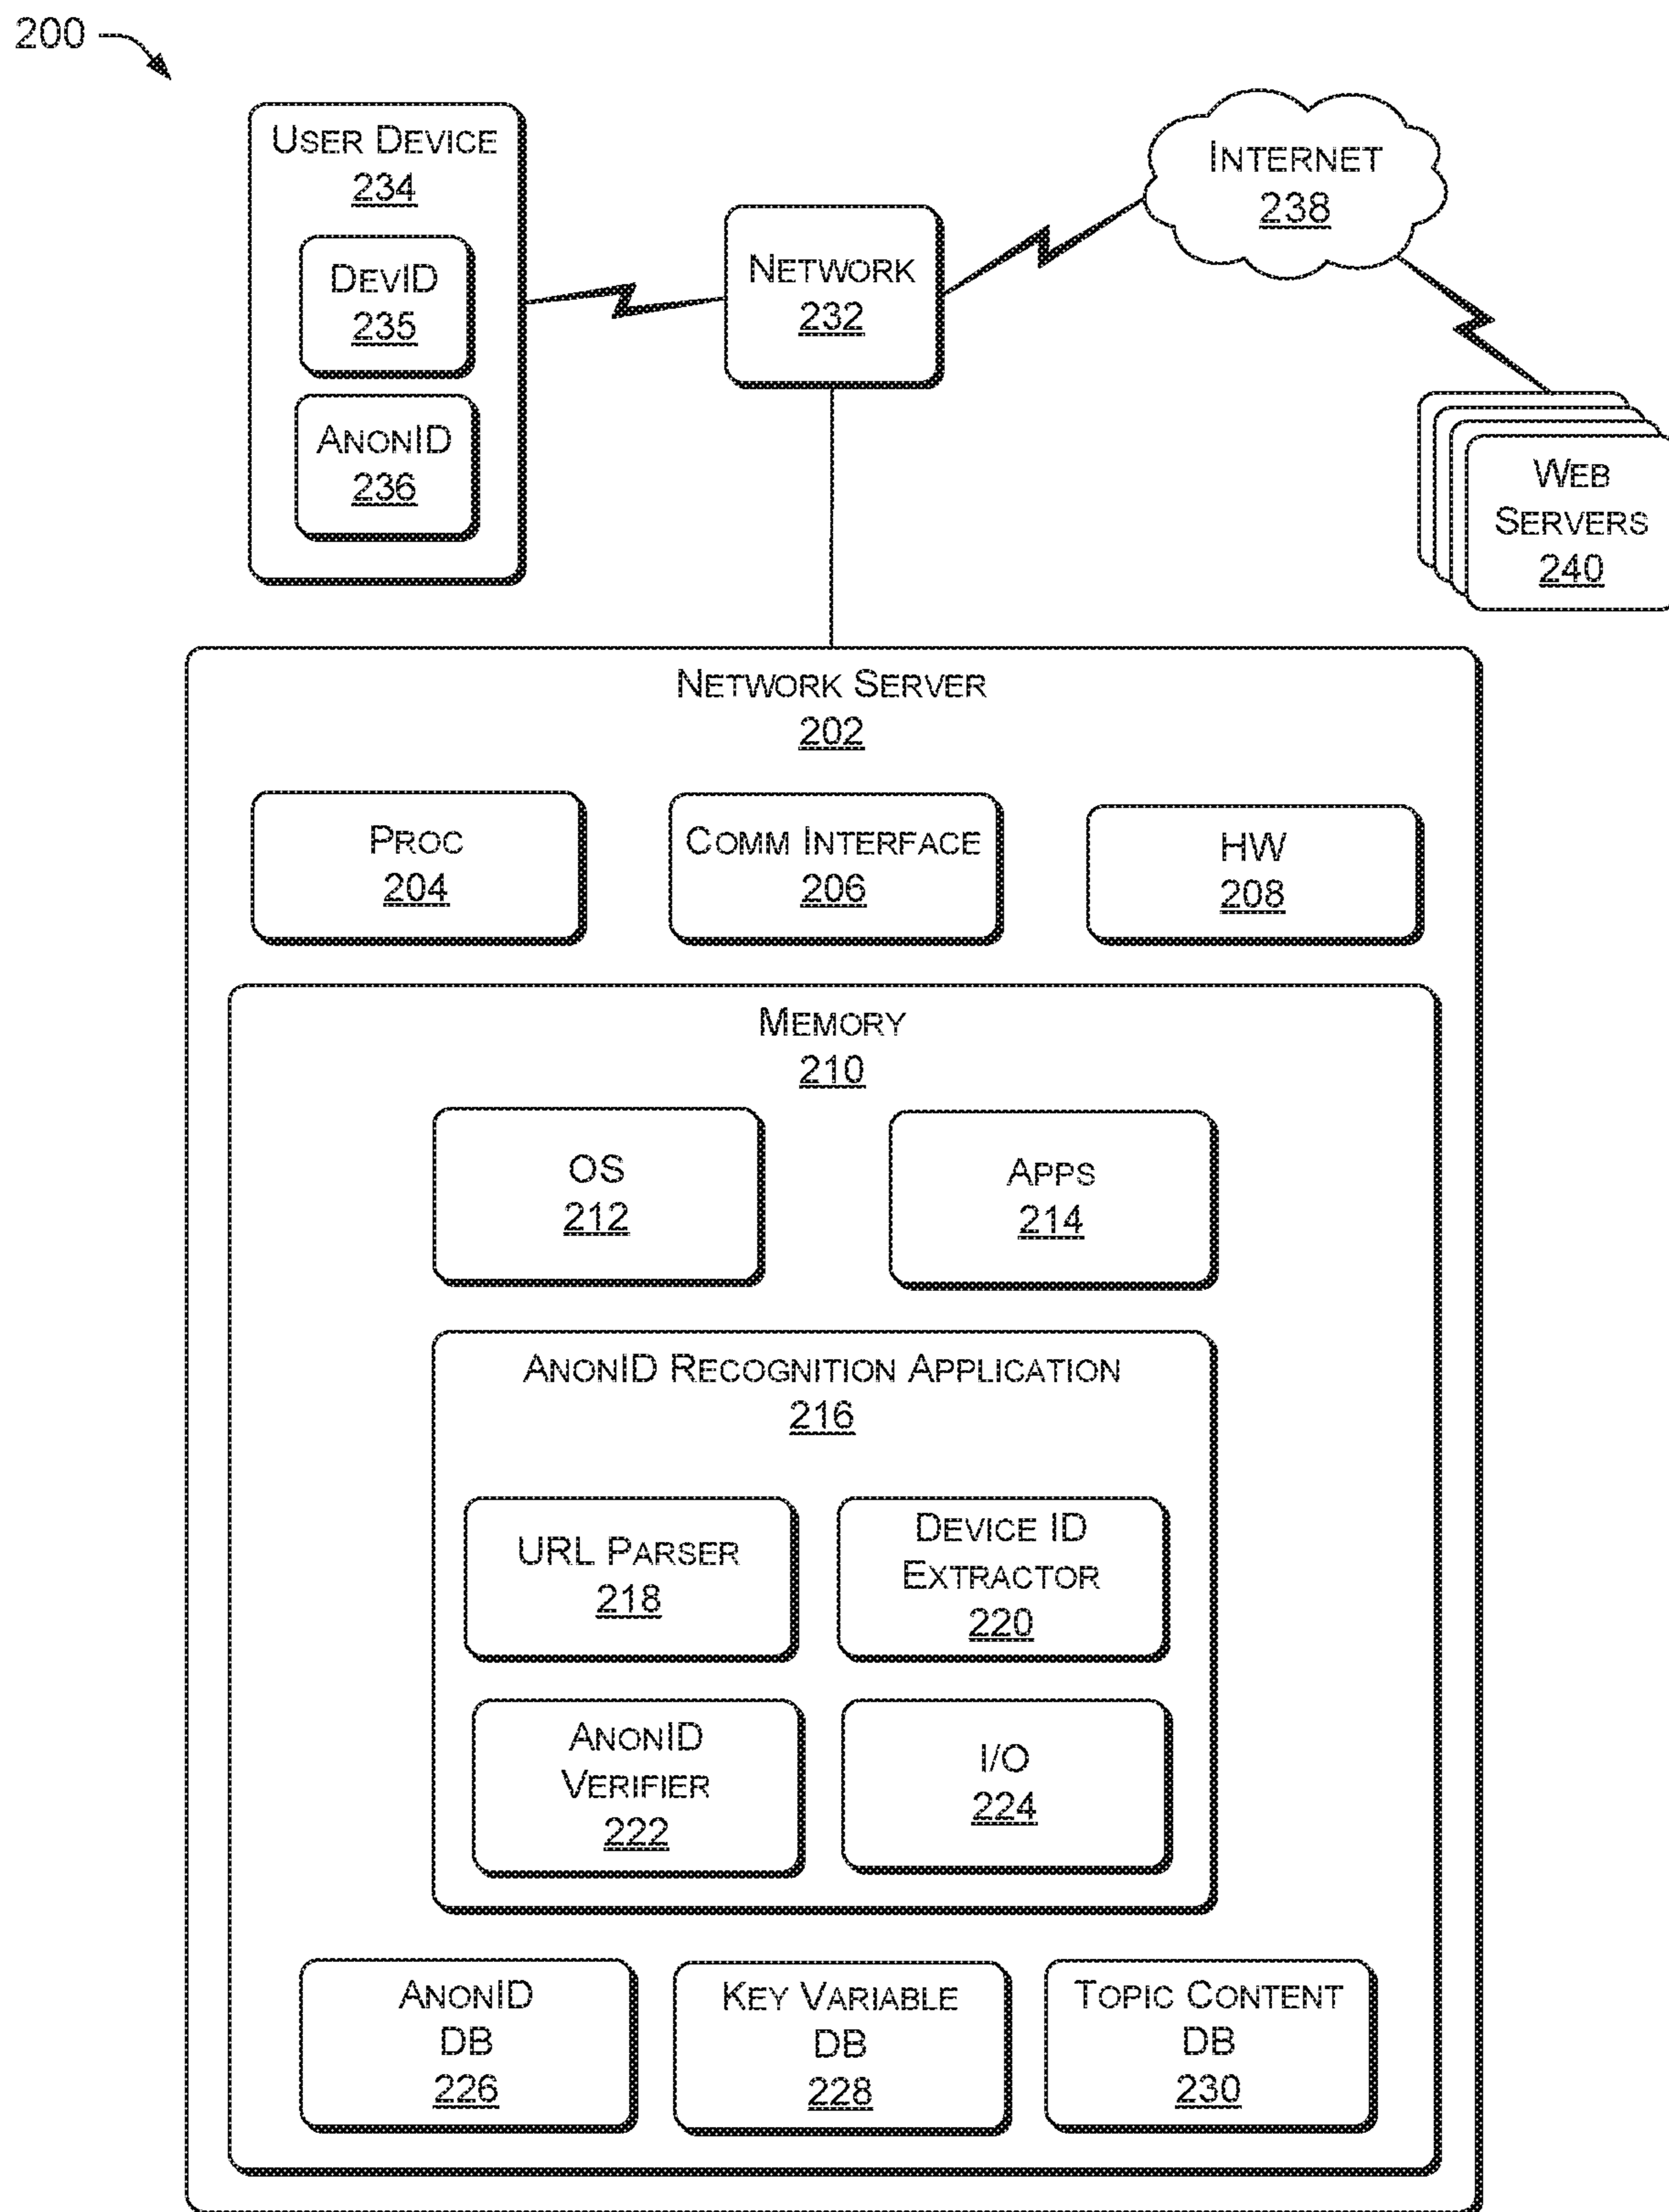 200
USER DEVICE
234
DEVID
235
ANONID
236
NETWORK
232
INTERNET
238
WEB
SERVERS
240
NETWORK SERVER
202
PROC
204
COMM INTERFACE
206
HW
208
MEMORY
210
OS
212
APPS
214
ANONID RECOGNITION APPLICATION
216
URL PARSER
218
DEVICE ID
EXTRACTOR
220
ANONID
VERIFIER
222
I/O
224
ANONID
DB
226
KEY VARIABLE
DB
228
TOPIC CONTENT
DB
230